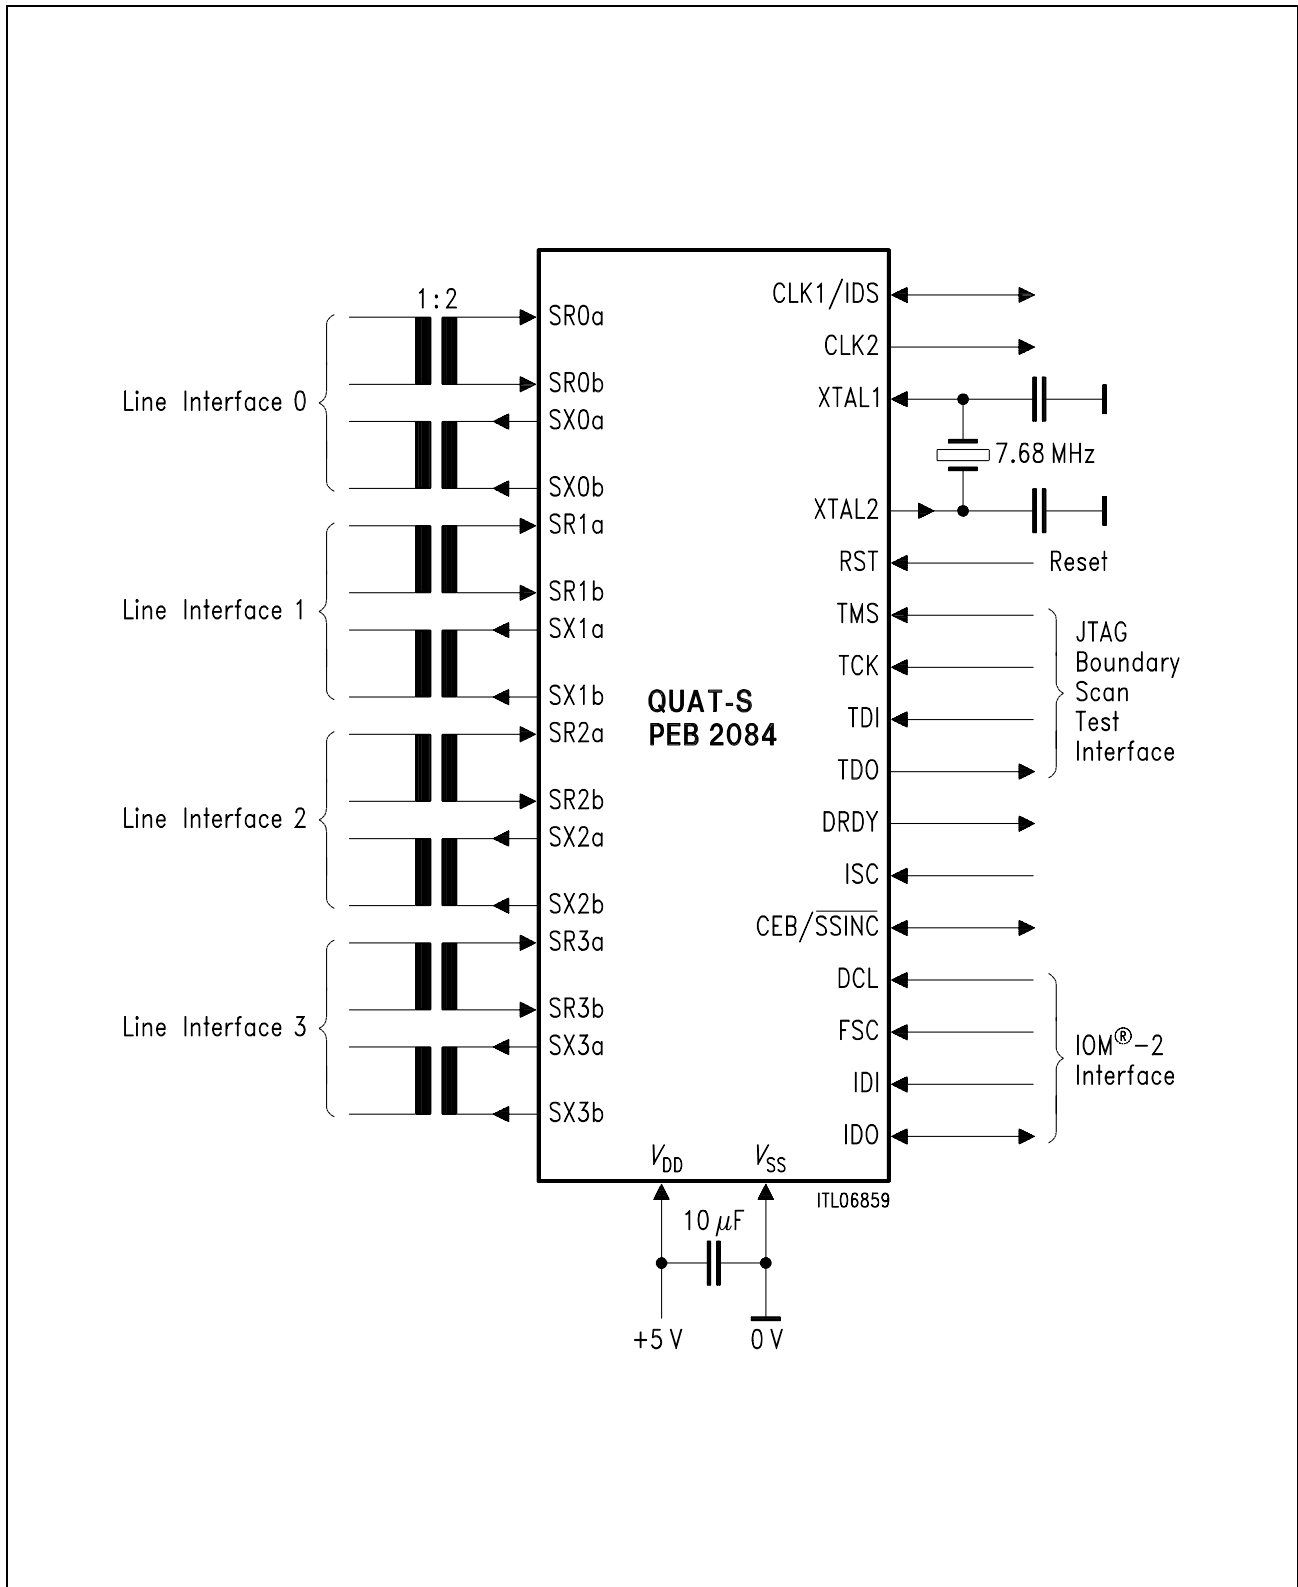 1:2
SR0a
SR0b
Line Interface 0
SX0a
SX0b
SR1a
SR1b
Line Interface 1
SX1a
SX1b
SR2a
SR2b
Line Interface 2
SX2a
SX2b
SR3a
SR3b
Line Interface 3
SX3a
SX3b
QUAT-S
PEB 2084
CLK1/IDS
CLK2
XTAL1
7.68 MHz
XTAL2
RST
Reset
TMS
TCK
TDI
TDO
JTAG
Boundary
Scan
Test
Interface
DRDY
ISC
CEB/SSINC
DCL
FSC
IDI
IDO
IOM®-2
Interface
VDD
VSS
ITL06859
10 µF
+5 V
0 V